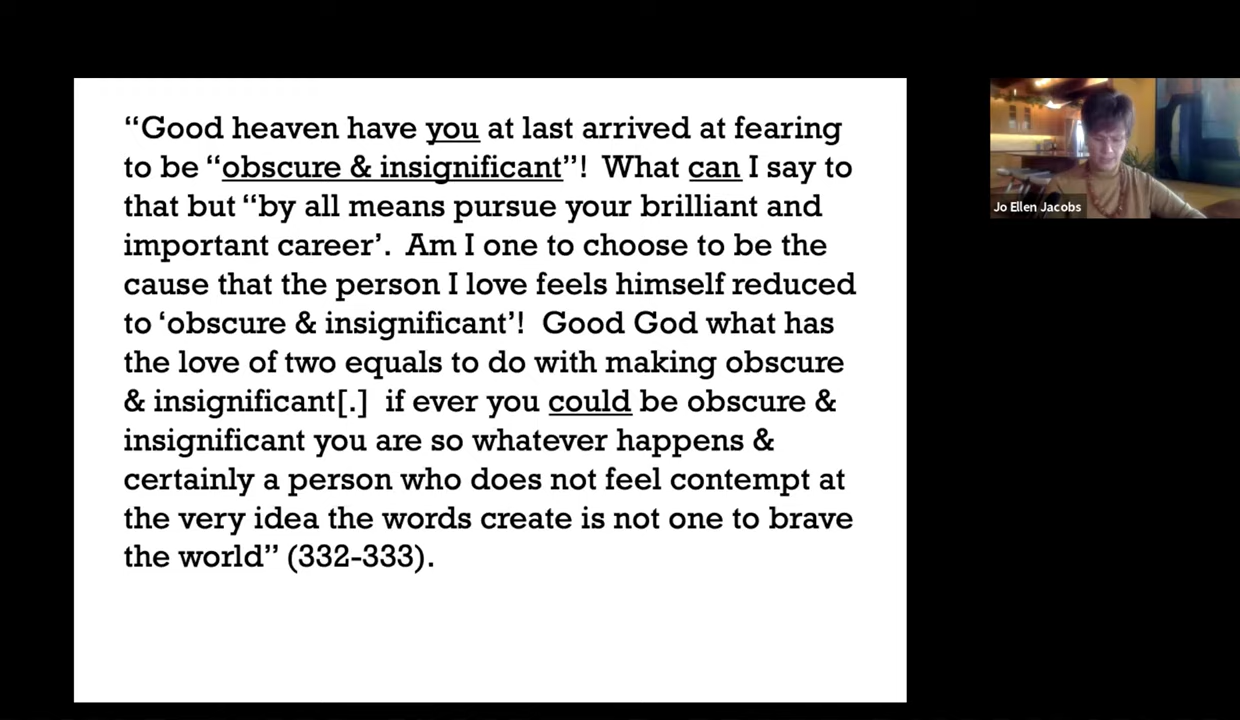 “Good heaven have you at last arrived at fearing
to be “obscure & insignificant”!  What can I say to
that but “by all means pursue your brilliant and
important career’.  Am I one to choose to be the
cause that the person I love feels himself reduced
to ‘obscure & insignificant’!  Good God what has
the love of two equals to do with making obscure
& insignificant[.]  if ever you could be obscure &
insignificant you are so whatever happens &
certainly a person who does not feel contempt at
the very idea the words create is not one to brave
the world” (332-333).
Jo Ellen Jacobs